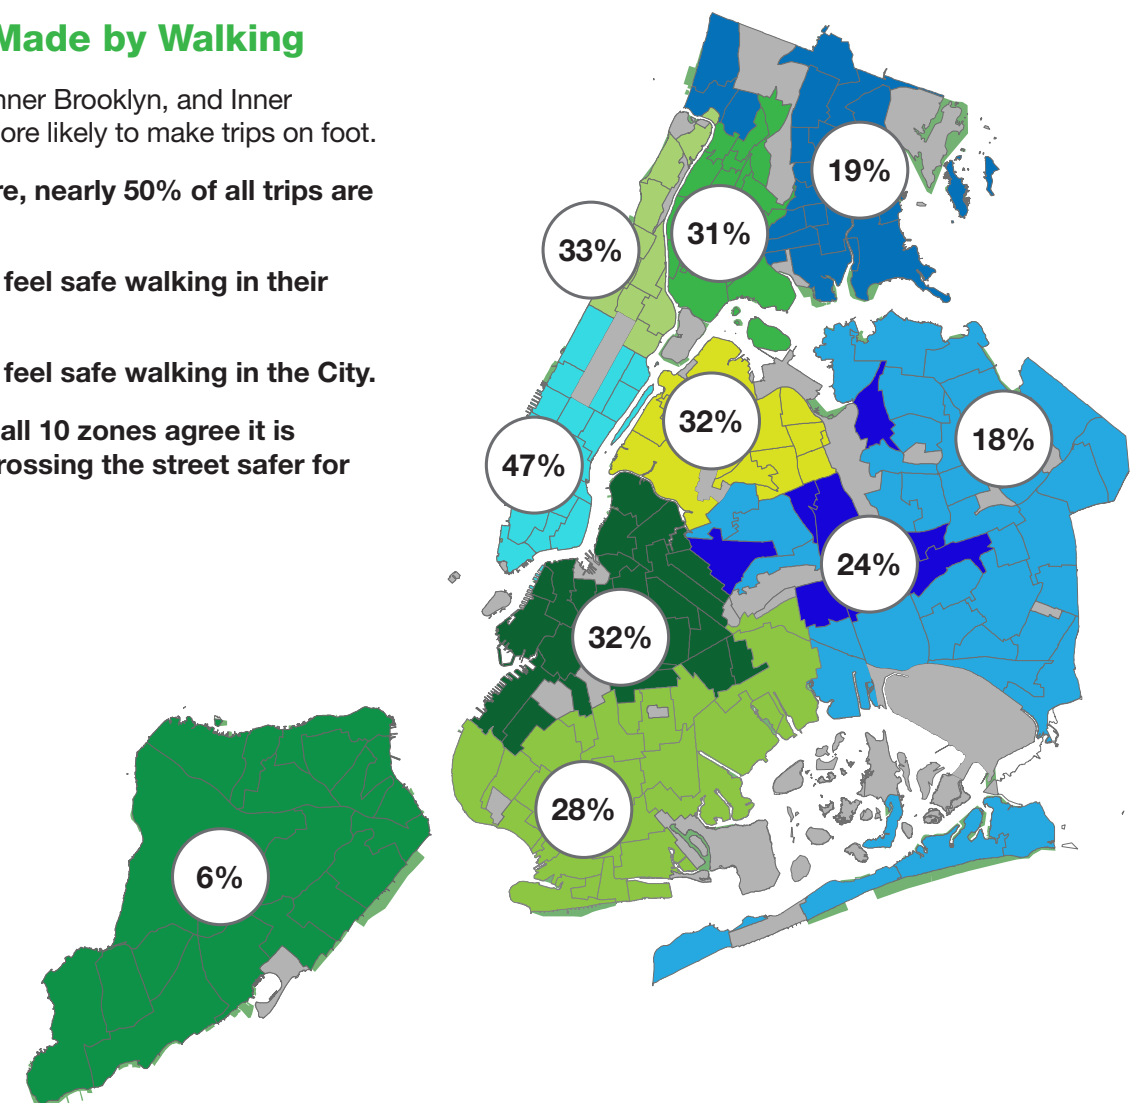 Made by Walking
nner Brooklyn, and Inner
ore likely to make trips on foot.
re, nearly 50% of all trips are
feel safe walking in their
feel safe walking in the City.
all 10 zones agree it is
rossing the street safer for
19%
31%
33%
32%
18%
47%
24%
32%
28%
6%